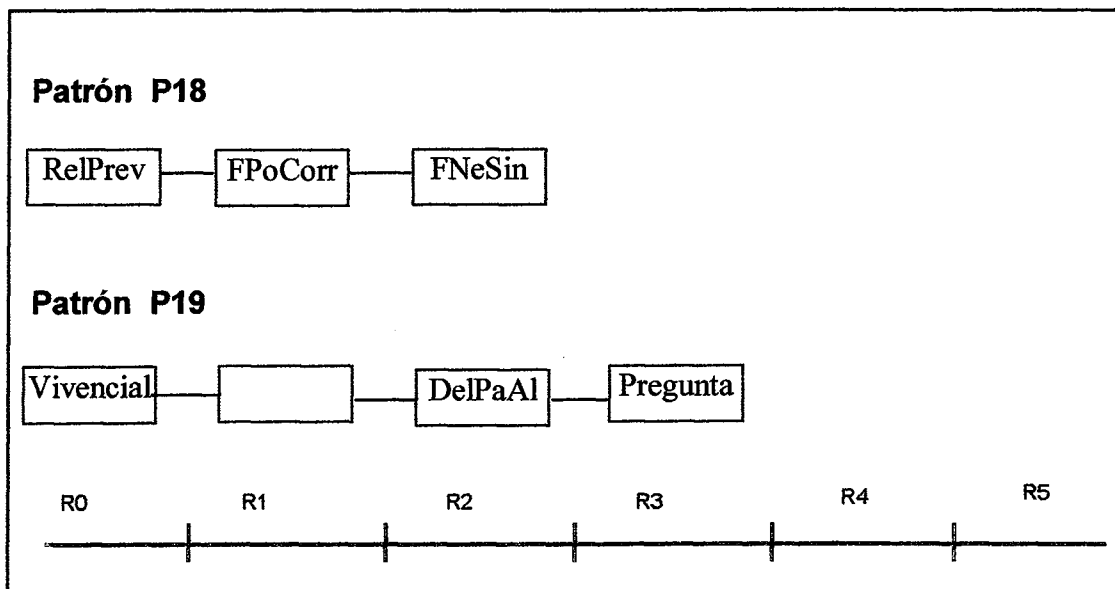 Patrón P18
RelPrev FPoCorr FNeSin
Patrón P19
Vivencial DelPaAl Pregunta
R0 R1 R2 R3 R4 R5